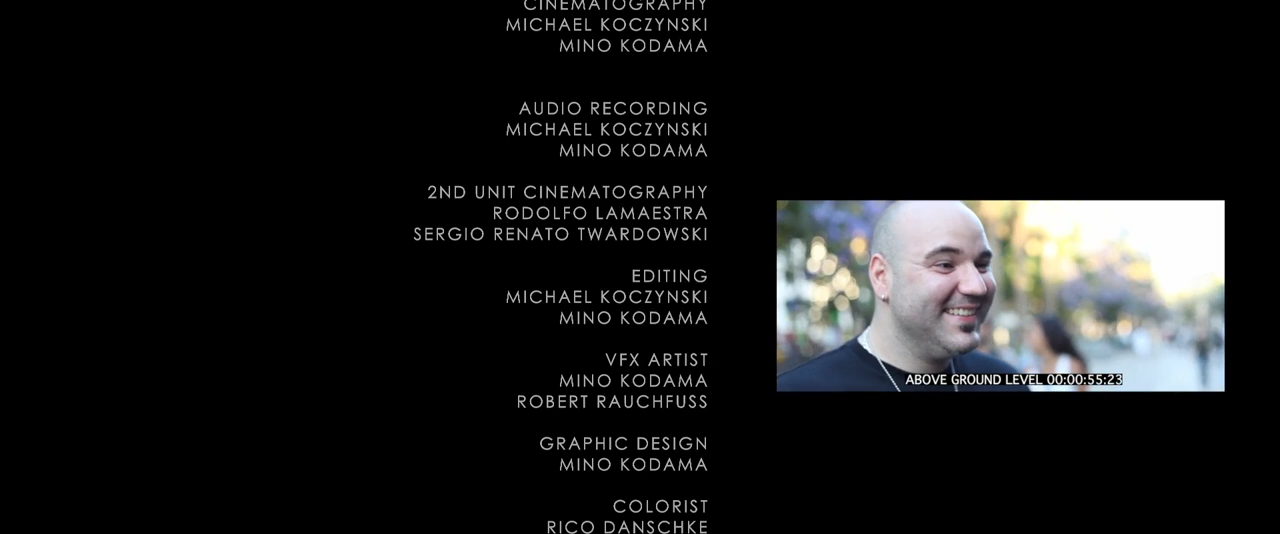 CINEMATOGRAPHY
MICHAEL KOCZYNSKI
MINO KODAMA
AUDIO RECORDING
MICHAEL KOCZYNSKI
MINO KODAMA
2ND UNIT CINEMATOGRAPHY
RODOLFO LAMAESTRA
SERGIO RENATO TWARDOWSKI
EDITING
MICHAEL KOCZYNSKI
MINO KODAMA
VFX ARTIST
MINO KODAMA
ROBERT RAUCHFUSS
GRAPHIC DESIGN
MINO KODAMA
COLORIST
RICO DANSCHKE
ABOVE GROUND LEVEL 00:00:55:23